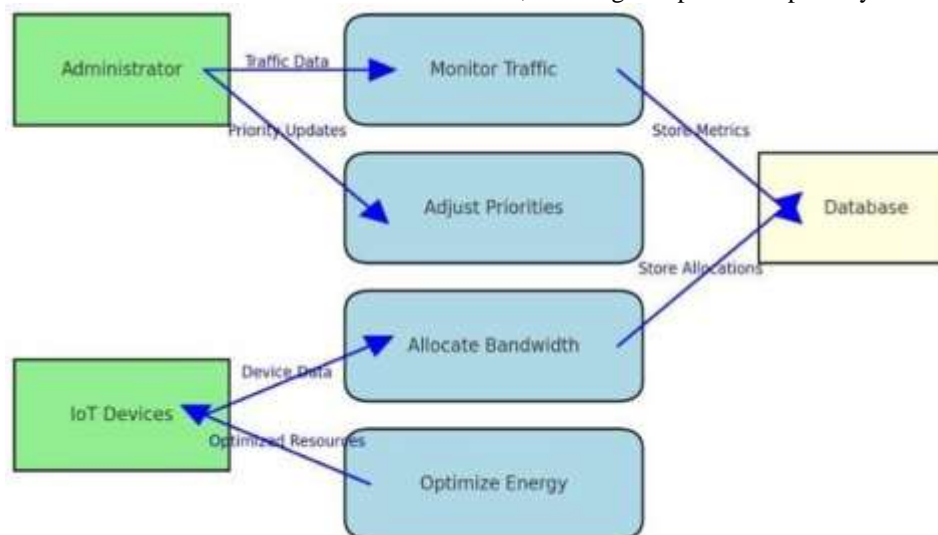 Administrator
Traffic Data
Monitor Traffic
Priority Updates
Store Metrics
Adjust Priorities
Database
Store Allocations
Allocate Bandwidth
Device Data
IoT Devices
Optimized Resources
Optimize Energy